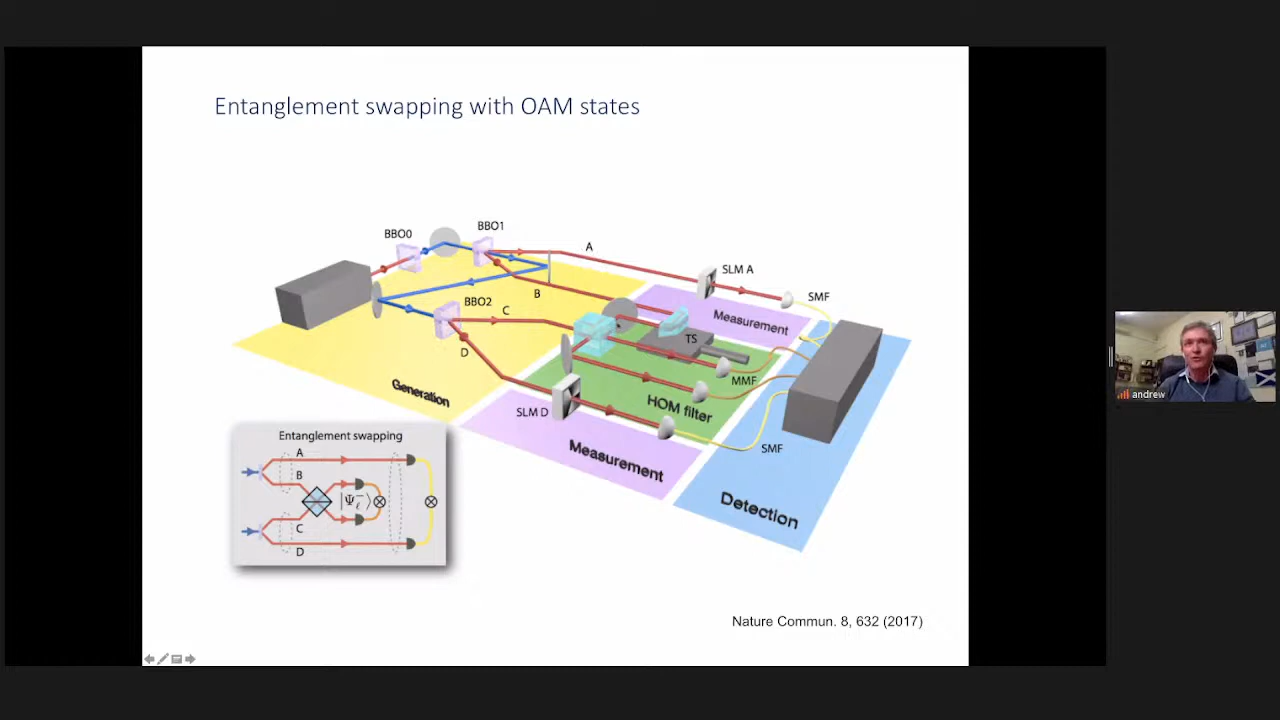 Entanglement swapping with OAM states
BBO0
BBO1
A
SLM A
SMF
B
BBO2
C
D
Measurement
TS
MMF
Generation
HOM filter
SLM D
SMF
Measurement
Detection
Entanglement swapping
A
B
|Ψℓ⁻⟩
C
D
Nature Commun. 8, 632 (2017)
andrew